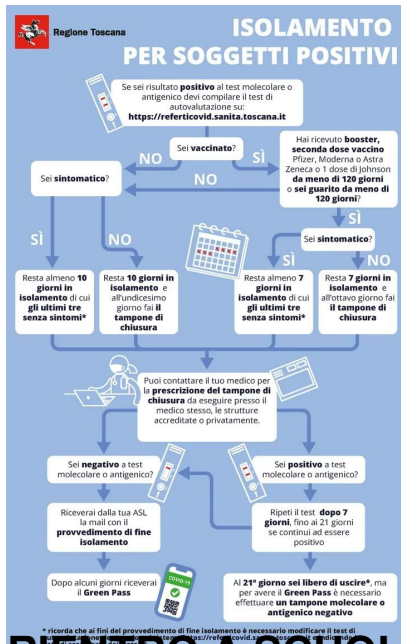 Regione Toscana
ISOLAMENTO
PER SOGGETTI POSITIVI
Se sei risultato positivo al test molecolare o
antigenico devi compilare il test di
autovalutazione su:
https://referticovid.sanita.toscana.it
Sei vaccinato?
NO
SÌ
Hai ricevuto booster,
seconda dose vaccino
Pfizer, Moderna o Astra
Zeneca o 1 dose di Johnson
da meno di 120 giorni
o sei guarito da meno di
120 giorni?
NO
Sei sintomatico?
SÌ
Sei sintomatico?
SÌ
NO
SÌ
NO
Resta almeno 10
giorni in
isolamento di cui
gli ultimi tre
senza sintomi*
Resta 10 giorni in
isolamento e
all'undicesimo
giorno fai il
tampone di
chiusura
Resta almeno 7
giorni in
isolamento di cui
gli ultimi tre
senza sintomi*
Resta 7 giorni in
isolamento e
all'ottavo giorno fai
il tampone di
chiusura
Puoi contattare il tuo medico per
la prescrizione del tampone di
chiusura da eseguire presso il
medico stesso, le strutture
accreditate o privatamente.
Sei negativo a test
molecolare o antigenico?
Sei positivo a test
molecolare o antigenico?
Riceverai dalla tua ASL
la mail con il
provvedimento di fine
isolamento
Ripeti il test dopo 7
giorni, fino ai 21 giorni
se continui ad essere
positivo
Dopo alcuni giorni riceverai
il Green Pass
COVID-19
Al 21° giorno sei libero di uscire*, ma
per avere il Green Pass è necessario
effettuare un tampone molecolare o
antigenico negativo
* ricorda che ai fini del provvedimento di fine isolamento è necessario modificare il test di